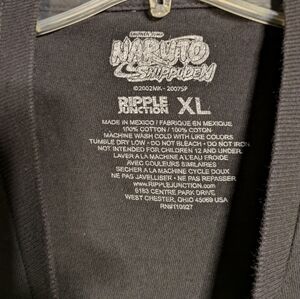 SHONEN JUMP
NARUTO
SHIPPUDEN
©2002MK - 2007SP
RIPPLE
JUNCTION XL
MADE IN MEXICO / FABRIQUE EN MEXIQUE
100% COTTON / 100% COTON
MACHINE WASH COLD WITH LIKE COLORS
TUMBLE DRY LOW - DO NOT BLEACH - DO NOT IRON
NOT INTENDED FOR CHILDREN 12 AND UNDER.
LAVER A LA MACHINE A L'EAU FROIDE
AVEC COULEURS SIMILAIRES
SECHER A LA MACHINE CYCLE DOUX
NE PAS JAVELLISER - NE PAS REPASSER
www.RIPPLEJUNCTION.com
6183 CENTRE PARK DRIVE
WEST CHESTER, OHIO 45069 USA